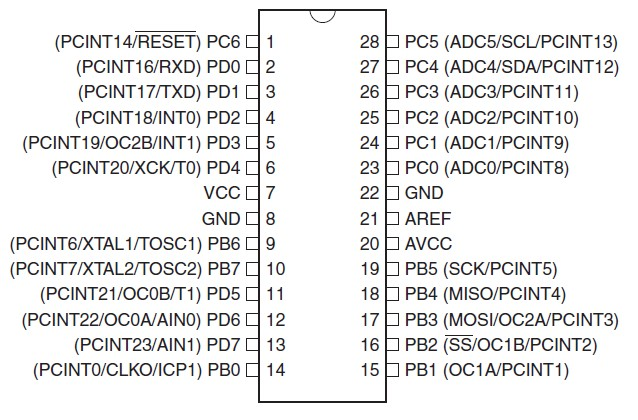 (PCINT14/RESET) PC6 1 28 PC5 (ADC5/SCL/PCINT13)
(PCINT16/RXD) PD0 2 27 PC4 (ADC4/SDA/PCINT12)
(PCINT17/TXD) PD1 3 26 PC3 (ADC3/PCINT11)
(PCINT18/INT0) PD2 4 25 PC2 (ADC2/PCINT10)
(PCINT19/OC2B/INT1) PD3 5 24 PC1 (ADC1/PCINT9)
(PCINT20/XCK/T0) PD4 6 23 PC0 (ADC0/PCINT8)
VCC 7 22 GND
GND 8 21 AREF
(PCINT6/XTAL1/TOSC1) PB6 9 20 AVCC
(PCINT7/XTAL2/TOSC2) PB7 10 19 PB5 (SCK/PCINT5)
(PCINT21/OC0B/T1) PD5 11 18 PB4 (MISO/PCINT4)
(PCINT22/OC0A/AIN0) PD6 12 17 PB3 (MOSI/OC2A/PCINT3)
(PCINT23/AIN1) PD7 13 16 PB2 (SS/OC1B/PCINT2)
(PCINT0/CLKO/ICP1) PB0 14 15 PB1 (OC1A/PCINT1)